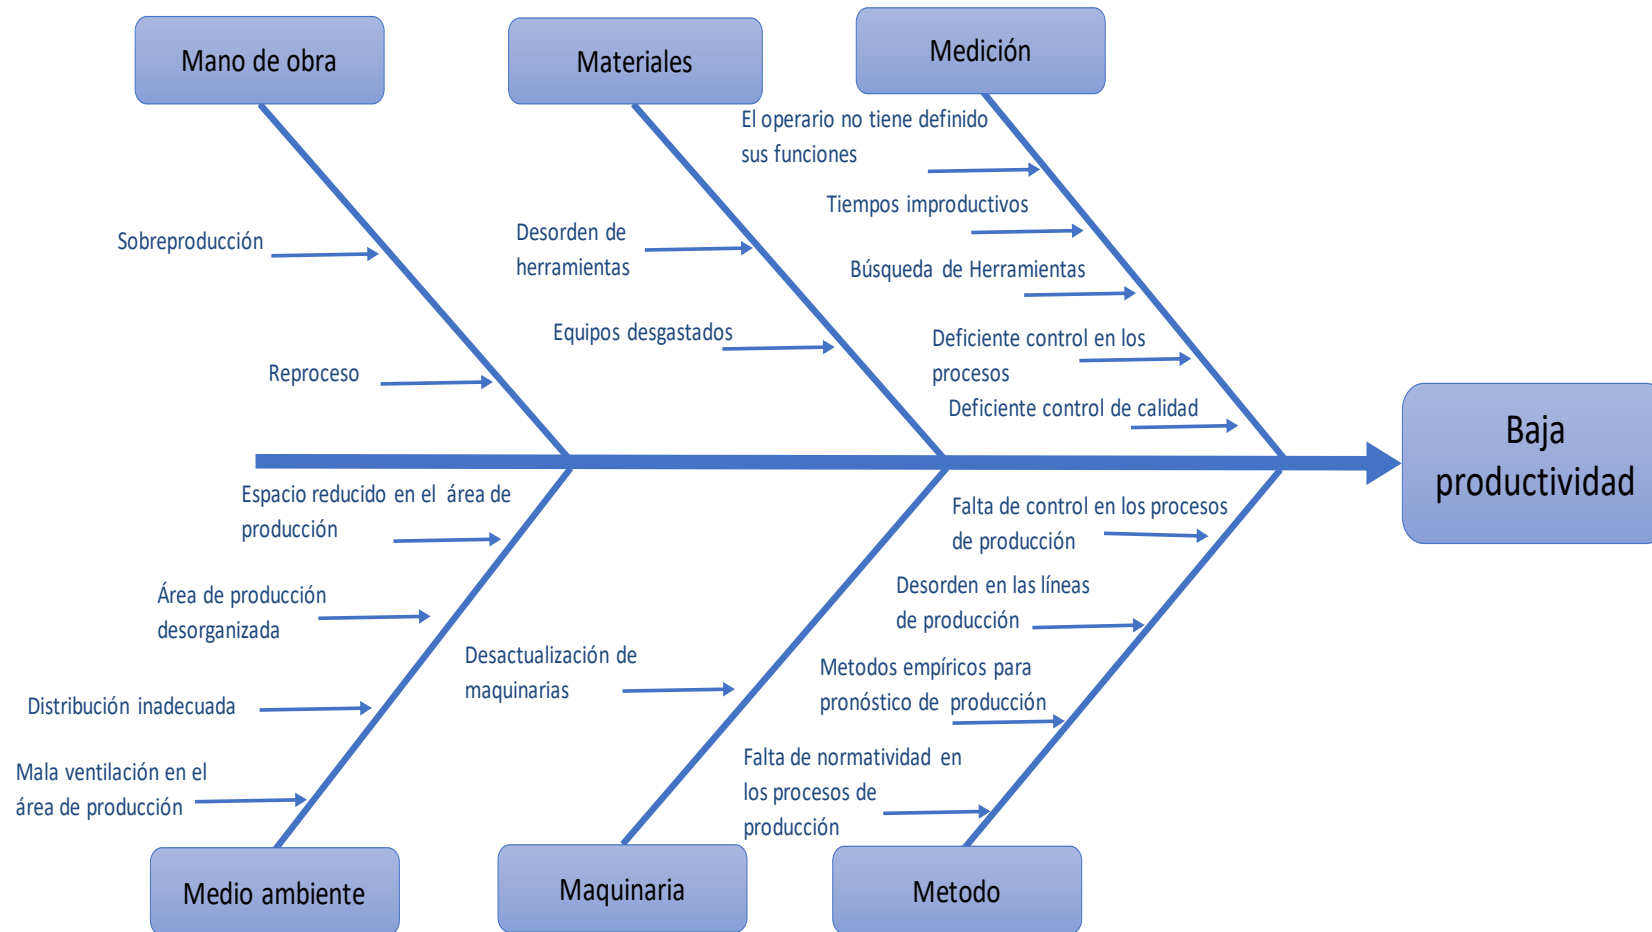 Mano de obra
Materiales
Medición
El operario no tiene definido
sus funciones
Tiempos improductivos
Sobreproducción
Desorden de
herramientas
Búsqueda de Herramientas
Equipos desgastados
Deficiente control en los
procesos
Reproceso
Deficiente control de calidad
Baja
productividad
Espacio reducido en el área de
producción
Falta de control en los procesos
de producción
Área de producción
desorganizada
Desorden en las líneas
de producción
Desactualización de
maquinarias
Metodos empíricos para
pronóstico de producción
Distribución inadecuada
Mala ventilación en el
área de producción
Falta de normatividad en
los procesos de
producción
Medio ambiente
Maquinaria
Metodo